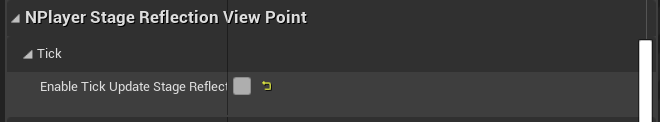 NPlayer Stage Reflection View Point
Tick
Enable Tick Update Stage Reflect